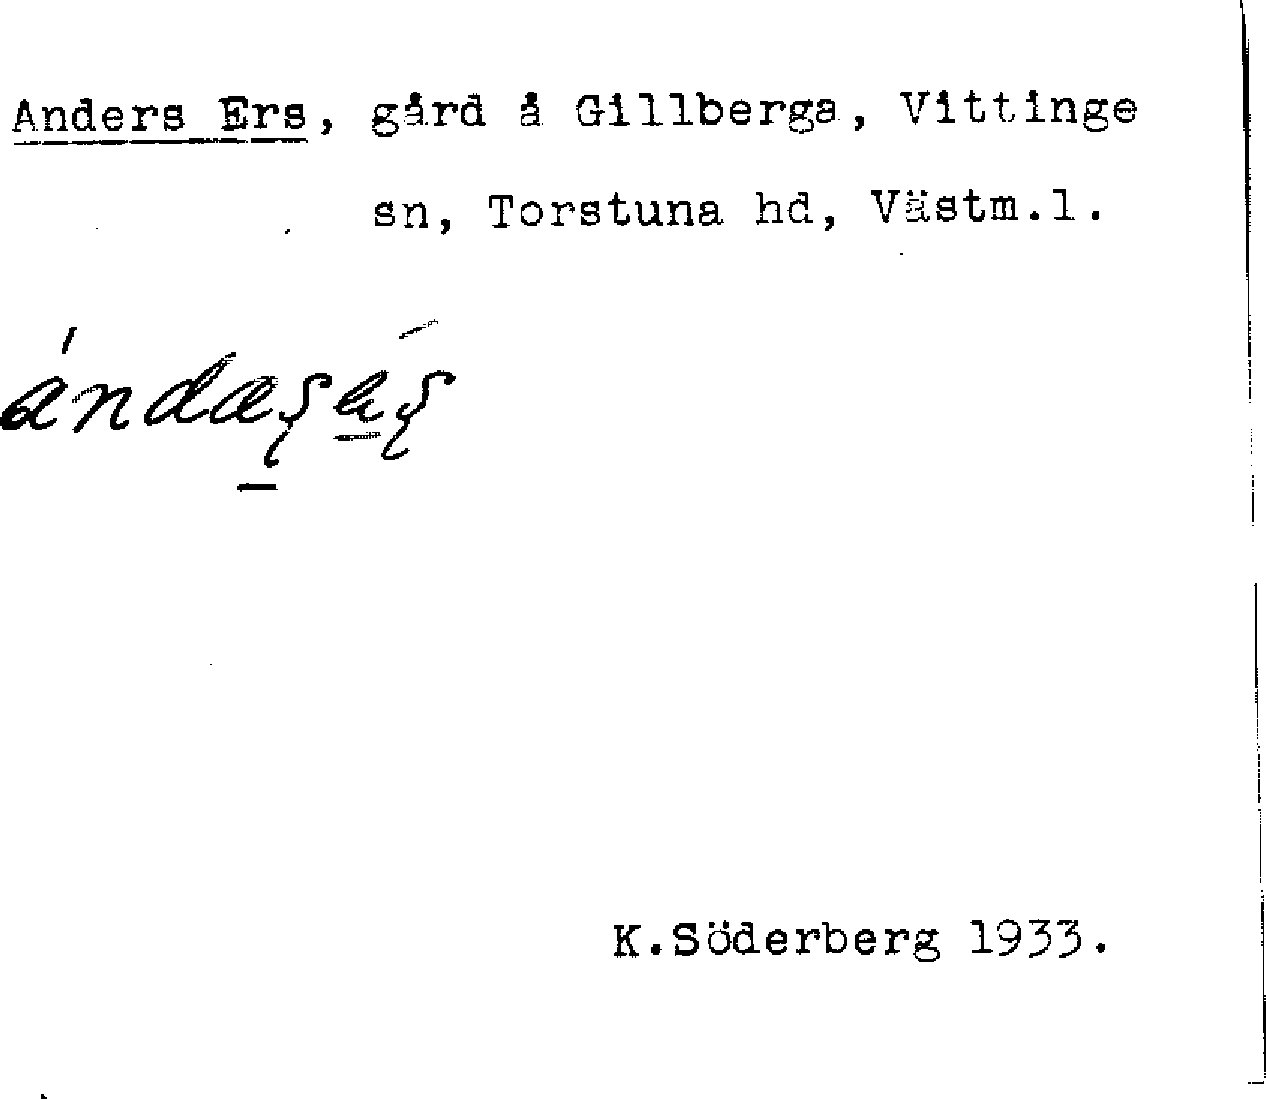 Anders Ers, gård å Gillberga, Vittinge
sn, Torstuna hd, Västm.l.
K.Söderberg 1933.